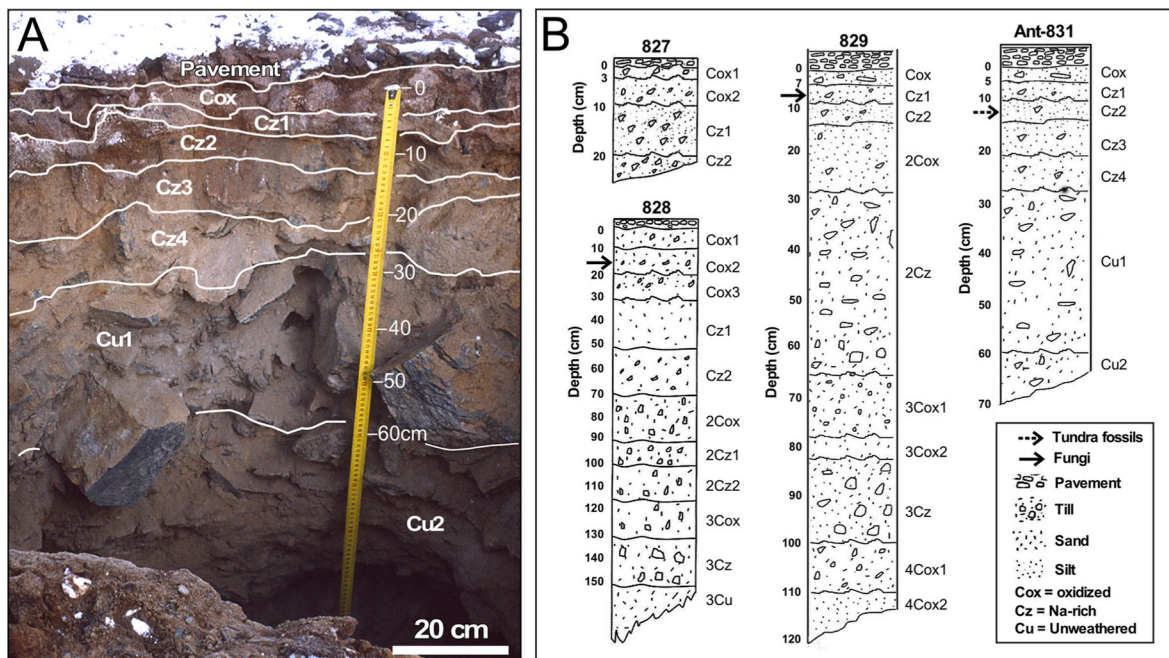 A
Pavement
Cox
Cz1
Cz2
Cz3
Cz4
Cu1
Cu2
0
10
20
30
40
50
60cm
20 cm
B
827
Depth (cm)
0
3
10
20
Cox1
Cox2
Cz1
Cz2
828
Depth (cm)
0
10
20
30
40
50
60
70
80
90
100
110
120
130
140
150
Cox1
Cox2
Cox3
Cz1
Cz2
2Cox
2Cz1
2Cz2
3Cox
3Cz
3Cu
829
Depth (cm)
0
7
10
20
30
40
50
60
70
80
90
100
110
120
Cox
Cz1
Cz2
2Cox
2Cz
3Cox1
3Cox2
3Cz
4Cox1
4Cox2
Ant-831
Depth (cm)
0
5
10
20
30
40
50
60
70
Cox
Cz1
Cz2
Cz3
Cz4
Cu1
Cu2
Tundra fossils
Fungi
Pavement
Till
Sand
Silt
Cox = oxidized
Cz = Na-rich
Cu = Unweathered